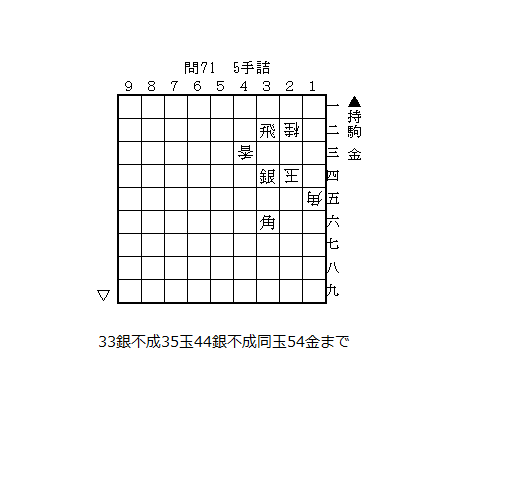 問71 5手詰
9 8 7 6 5 4 3 2 1
一
飛 桂 二
香 三
銀 玉 四
角 五
角 六
七
八
九
▲持駒 金
▽
33銀不成35玉44銀不成同玉54金まで